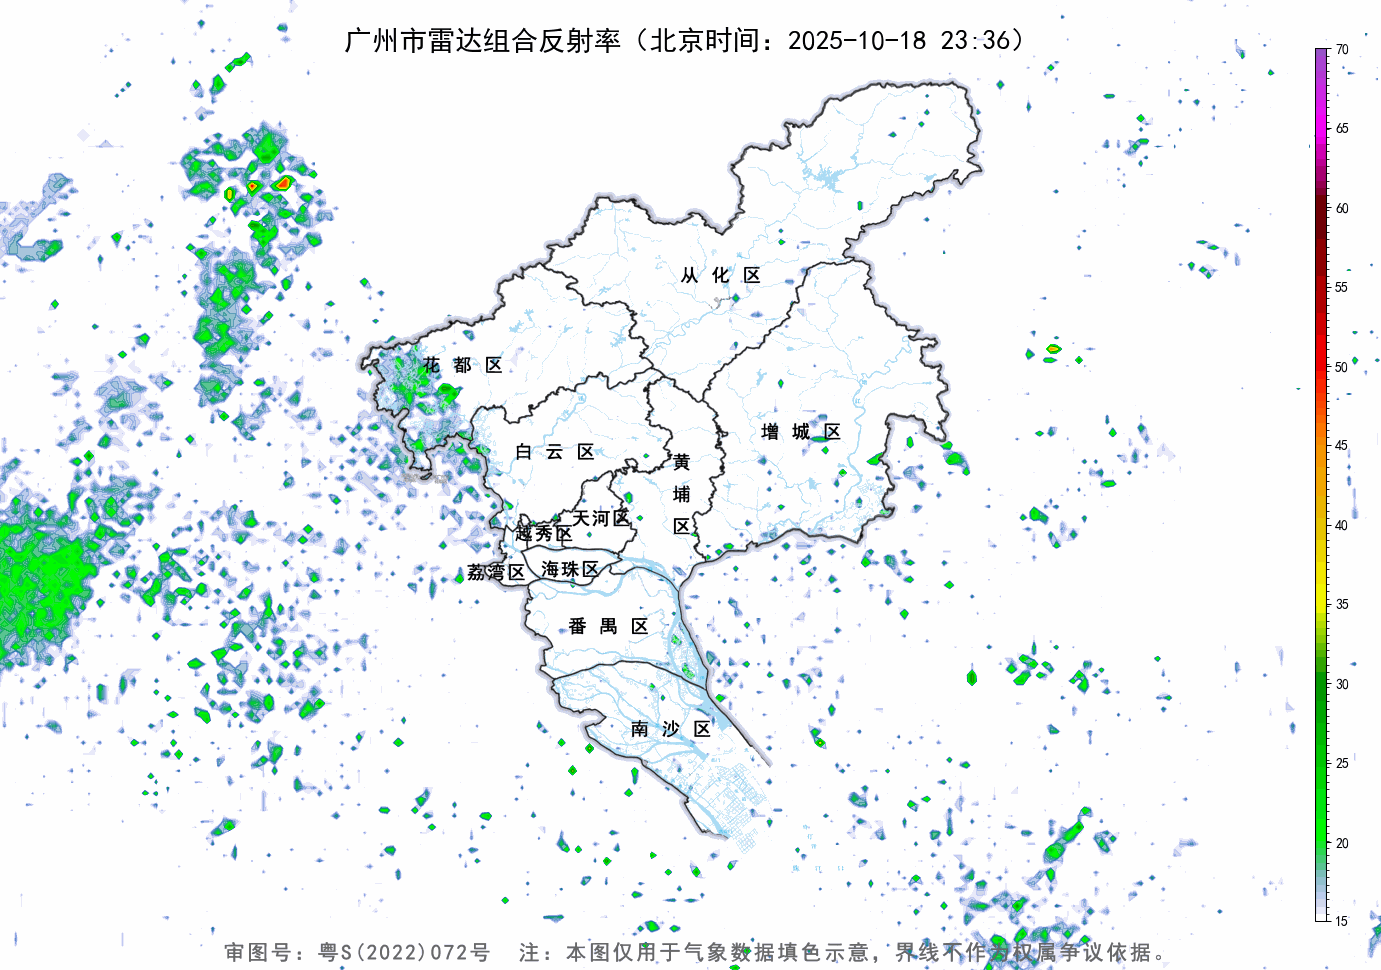 广州市雷达组合反射率（北京时间：2025-10-18 23:36）
70
65
60
55
50
45
40
35
30
25
20
15
从化区
花都区
增城区
白云区
黄埔区
天河区
越秀区
海珠区
荔湾区
番禺区
南沙区
审图号：粤S(2022)072号 注：本图仅用于气象数据填色示意，界线不作为权属争议依据。